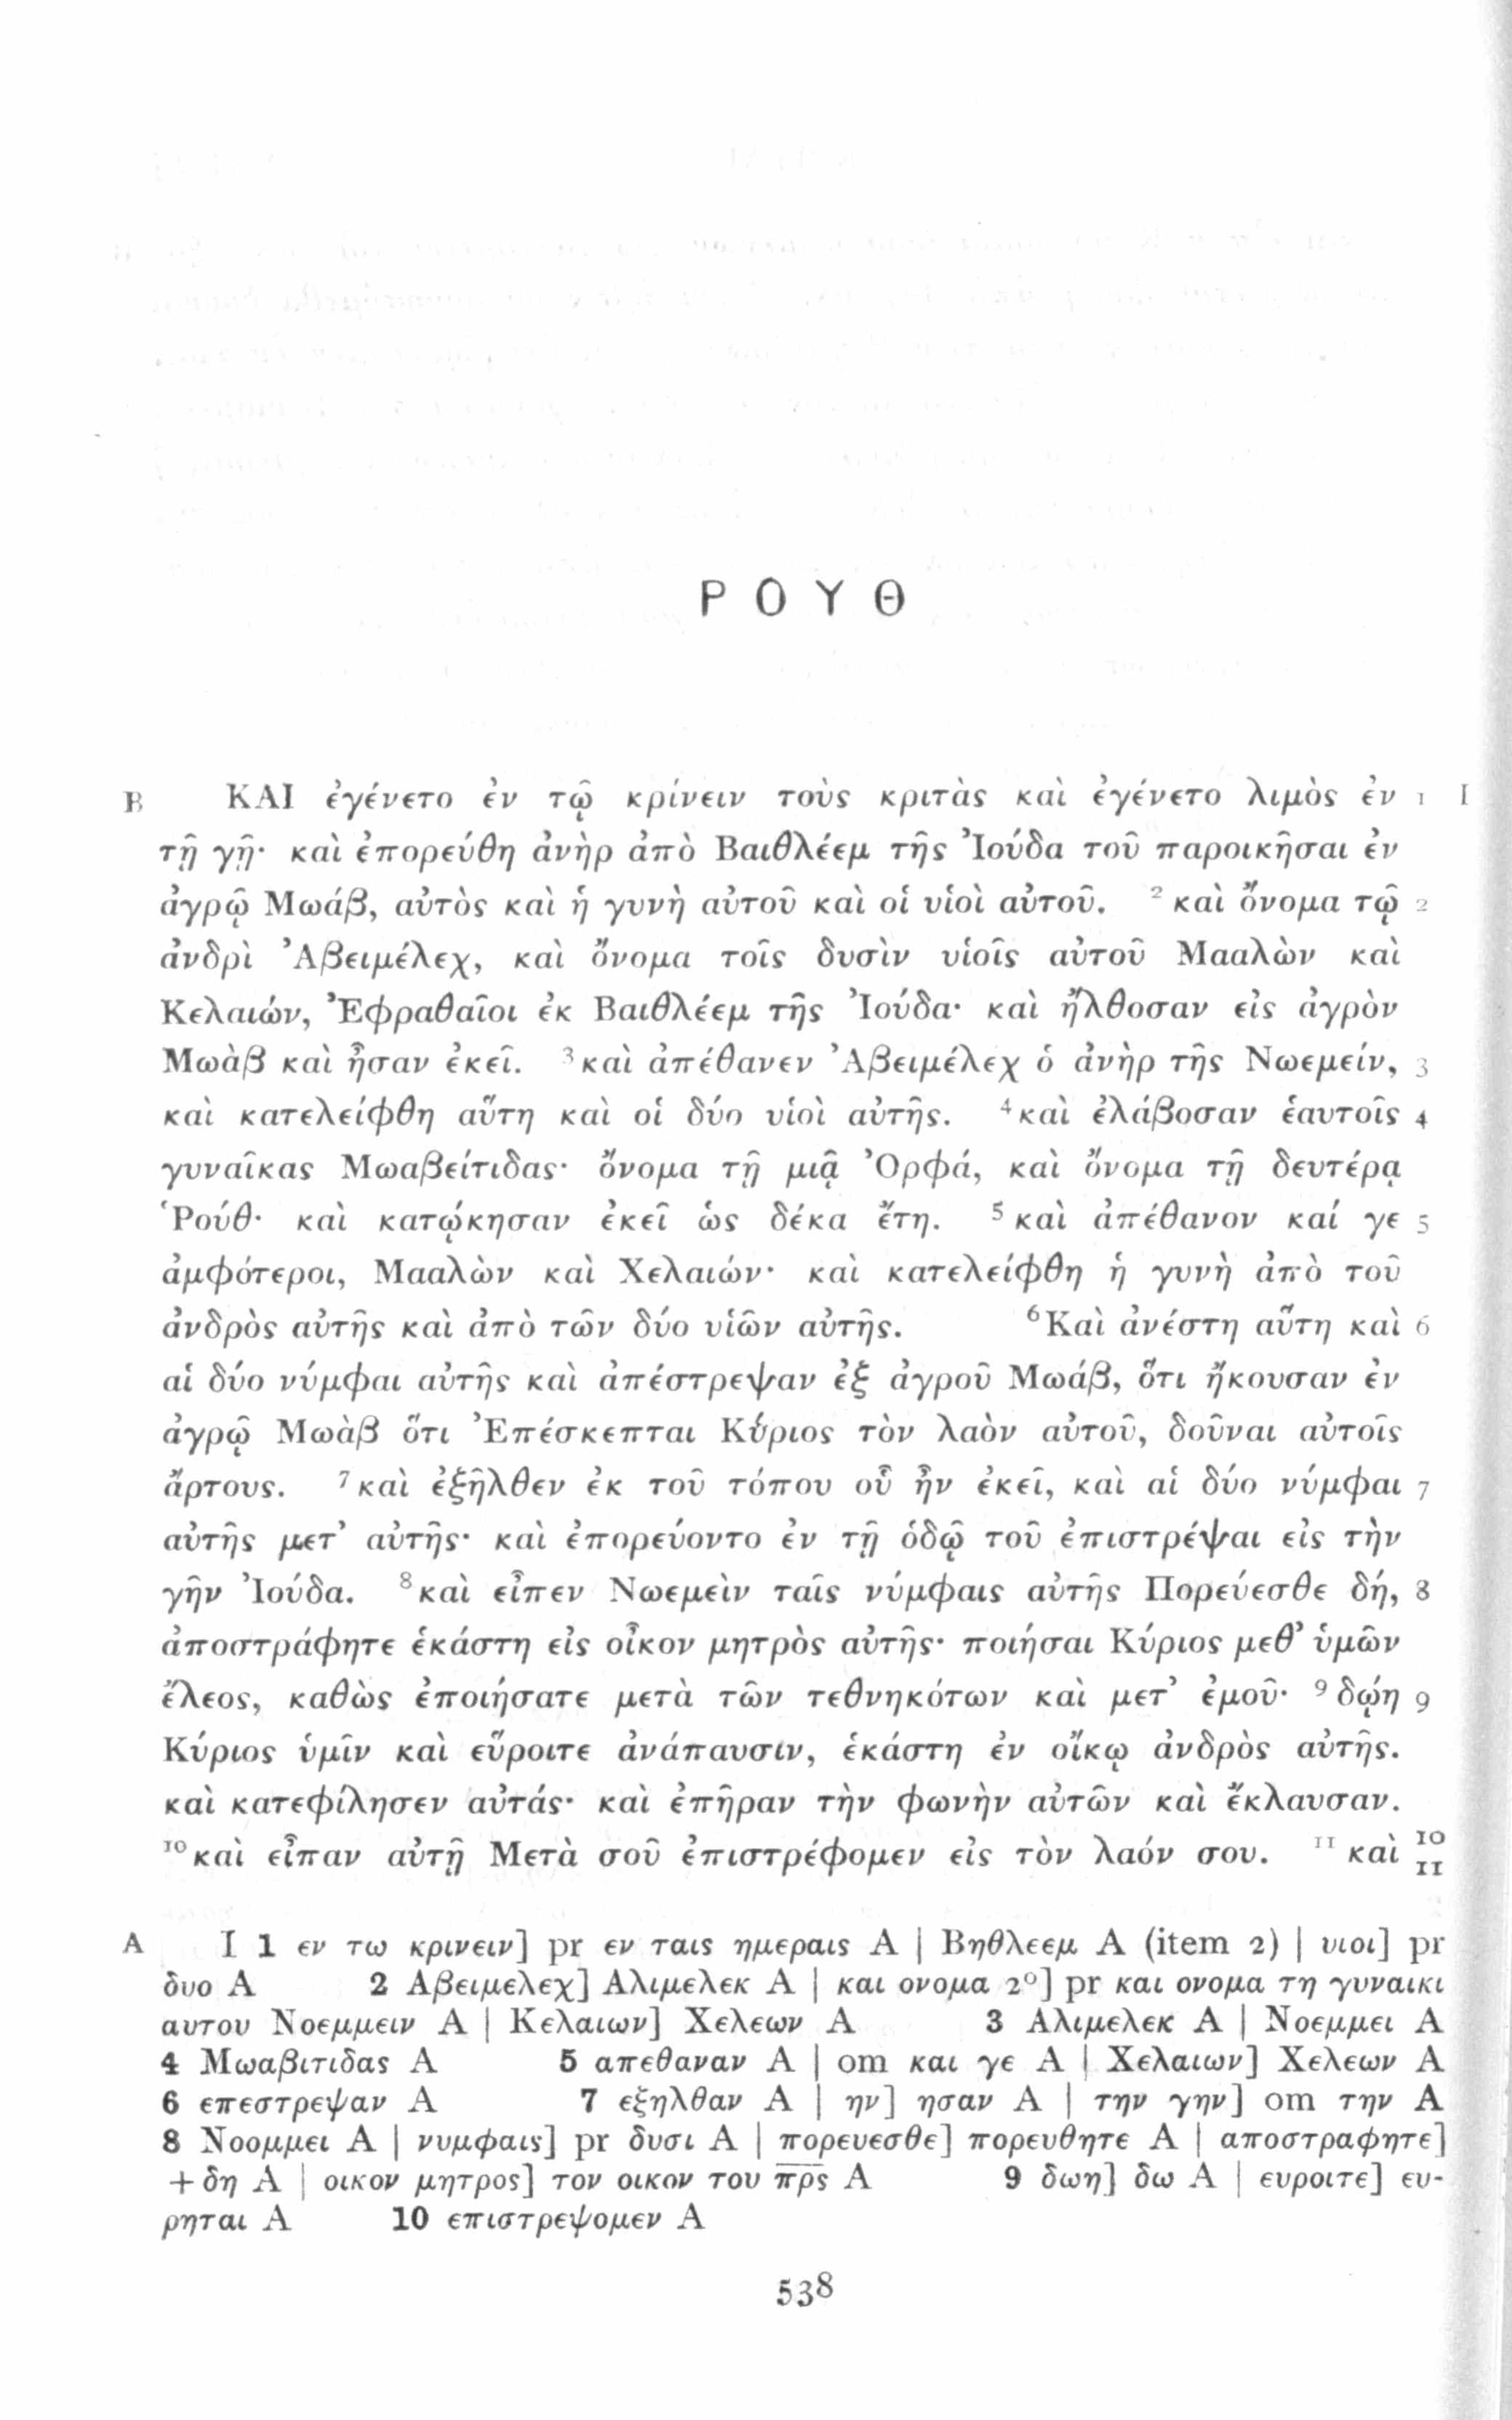 ΡΟΥΘ
B ΚΑΙ ἐγένετο ἐν τῷ κρίνειν τοὺς κριτὰς καὶ ἐγένετο λιμὸς ἐν 1 I
τῇ γῇ· καὶ ἐπορεύθη ἀνὴρ ἀπὸ Βαιθλέεμ τῆς Ἰούδα τοῦ παροικῆσαι ἐν
ἀγρῷ Μωάβ, αὐτὸς καὶ ἡ γυνὴ αὐτοῦ καὶ οἱ υἱοὶ αὐτοῦ. ²καὶ ὄνομα τῷ 2
ἀνδρὶ Ἀβειμέλεχ, καὶ ὄνομα τοῖς δυσὶν υἱοῖς αὐτοῦ Μααλὼν καὶ
Κελαιών, Ἐφραθαῖοι ἐκ Βαιθλέεμ τῆς Ἰούδα· καὶ ἤλθοσαν εἰς ἀγρὸν
Μωὰβ καὶ ἦσαν ἐκεῖ. ³καὶ ἀπέθανεν Ἀβειμέλεχ ὁ ἀνὴρ τῆς Νωεμείν, 3
καὶ κατελείφθη αὕτη καὶ οἱ δύο υἱοὶ αὐτῆς. ⁴καὶ ἐλάβοσαν ἑαυτοῖς 4
γυναῖκας Μωαβείτιδας· ὄνομα τῇ μιᾷ Ὀρφά, καὶ ὄνομα τῇ δευτέρᾳ
Ῥούθ· καὶ κατῴκησαν ἐκεῖ ὡς δέκα ἔτη. ⁵καὶ ἀπέθανον καί γε 5
ἀμφότεροι, Μααλὼν καὶ Χελαιών· καὶ κατελείφθη ἡ γυνὴ ἀπὸ τοῦ
ἀνδρὸς αὐτῆς καὶ ἀπὸ τῶν δύο υἱῶν αὐτῆς. ⁶Καὶ ἀνέστη αὕτη καὶ 6
αἱ δύο νύμφαι αὐτῆς καὶ ἀπέστρεψαν ἐξ ἀγροῦ Μωάβ, ὅτι ἤκουσαν ἐν
ἀγρῷ Μωὰβ ὅτι Ἐπέσκεπται Κύριος τὸν λαὸν αὐτοῦ, δοῦναι αὐτοῖς
ἄρτους. ⁷καὶ ἐξῆλθεν ἐκ τοῦ τόπου οὗ ἦν ἐκεῖ, καὶ αἱ δύο νύμφαι 7
αὐτῆς μετ’ αὐτῆς· καὶ ἐπορεύοντο ἐν τῇ ὁδῷ τοῦ ἐπιστρέψαι εἰς τὴν
γῆν Ἰούδα. ⁸καὶ εἶπεν Νωεμεὶν ταῖς νύμφαις αὐτῆς Πορεύεσθε δή, 8
ἀποστράφητε ἑκάστη εἰς οἶκον μητρὸς αὐτῆς· ποιήσαι Κύριος μεθ’ ὑμῶν
ἔλεος, καθὼς ἐποιήσατε μετὰ τῶν τεθνηκότων καὶ μετ’ ἐμοῦ· ⁹δῴη 9
Κύριος ὑμῖν καὶ εὕροιτε ἀνάπαυσιν, ἑκάστη ἐν οἴκῳ ἀνδρὸς αὐτῆς.
καὶ κατεφίλησεν αὐτάς· καὶ ἐπῆραν τὴν φωνὴν αὐτῶν καὶ ἔκλαυσαν.
¹⁰καὶ εἶπαν αὐτῇ Μετὰ σοῦ ἐπιστρέφομεν εἰς τὸν λαόν σου. ¹¹καὶ 10 11
A I 1 εν τω κρινειν] pr εν ταις ημεραις A | Βηθλεεμ A (item 2) | υιοι] pr
δυο A 2 Αβειμελεχ] Αλιμελεκ A | και ονομα 2⁰] pr και ονομα τη γυναικι
αυτου Νοεμμειν A | Κελαιων] Χελεων A 3 Αλιμελεκ A | Νοεμμει A
4 Μωαβιτιδας A 5 απεθαναν A | om και γε A | Χελαιων] Χελεων A
6 επεστρεψαν A 7 εξηλθαν A | ην] ησαν A | την γην] om την A
8 Νοομμει A | νυμφαις] pr δυσι A | πορευεσθε] πορευθητε A | αποστραφητε]
+ δη A | οικον μητρος] τον οικον του π̅ρ̅ς̅ A 9 δωη] δω A | ευροιτε] ευ-
ρηται A 10 επιστρεψομεν A
538